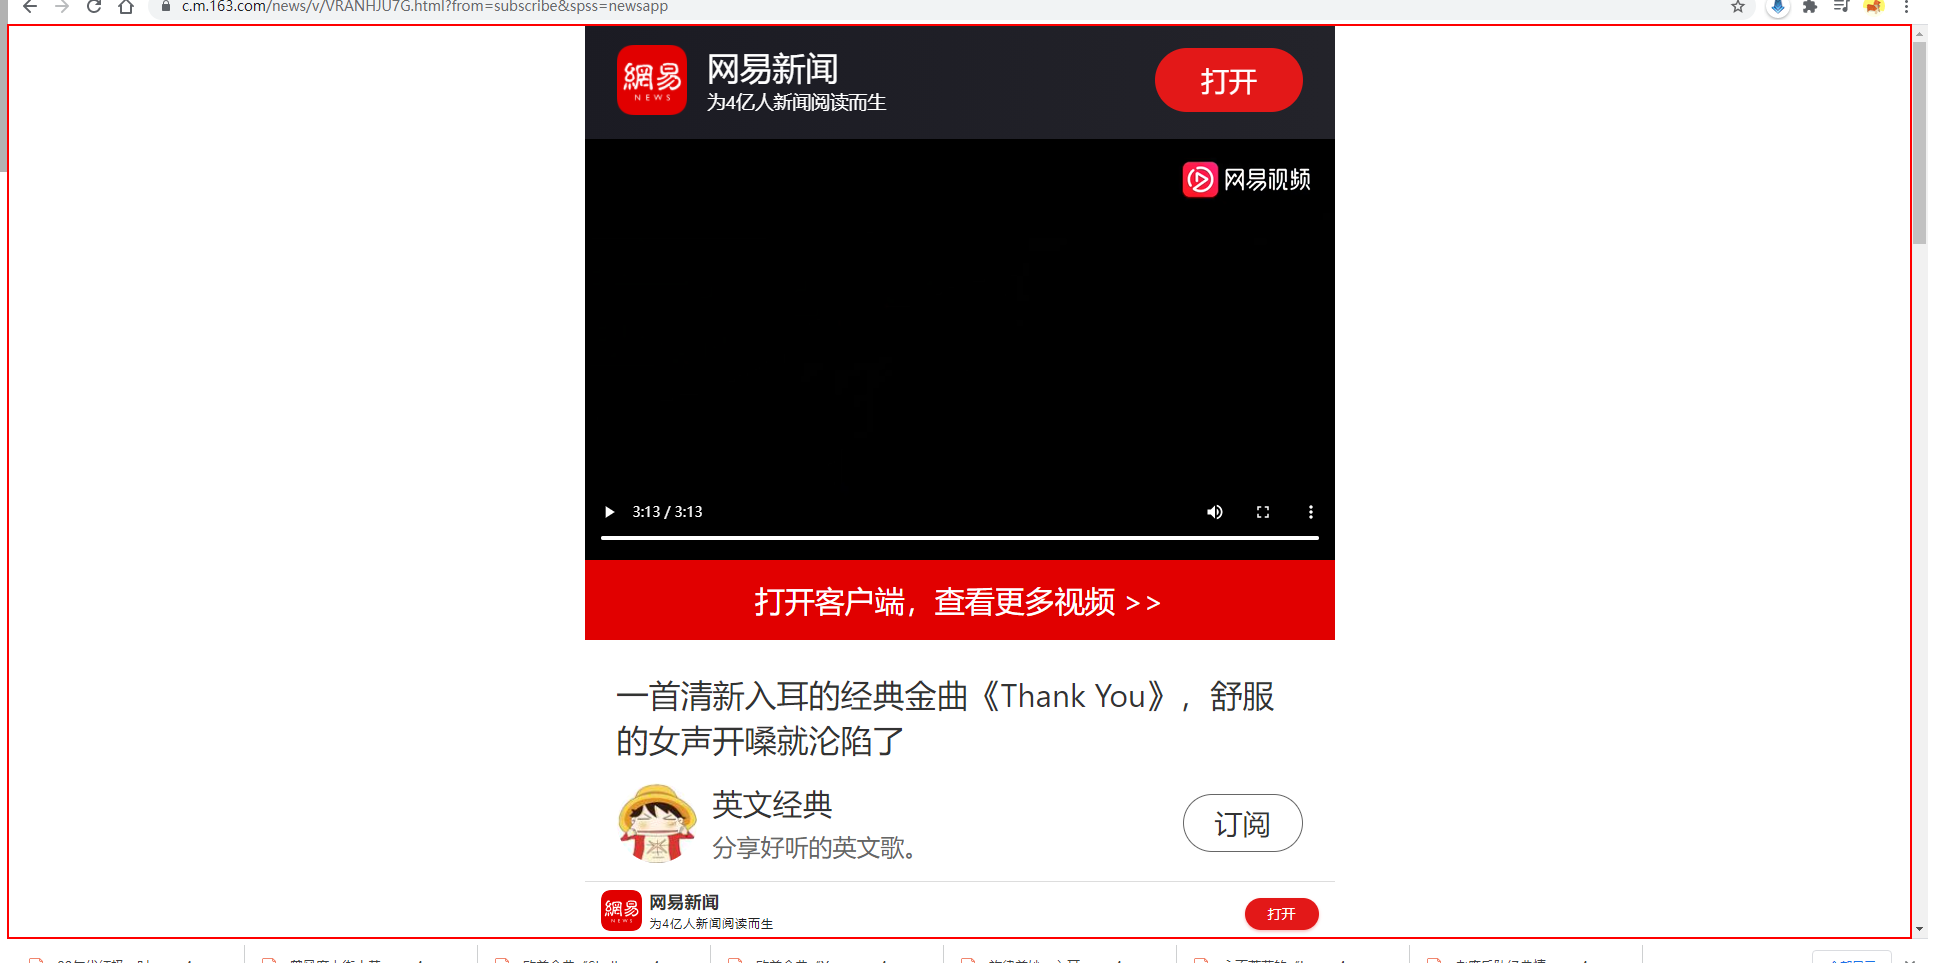 c.m.163.com/news/v/VRANHJU7G.html?from=subscribe&spss=newsapp
網易
NEWS
网易新闻
为4亿人新闻阅读而生
打开
网易视频
3:13 / 3:13
打开客户端，查看更多视频 >>
一首清新入耳的经典金曲《Thank You》，舒服
的女声开嗓就沦陷了
英文经典
分享好听的英文歌。
订阅
網易
NEWS
网易新闻
为4亿人新闻阅读而生
打开